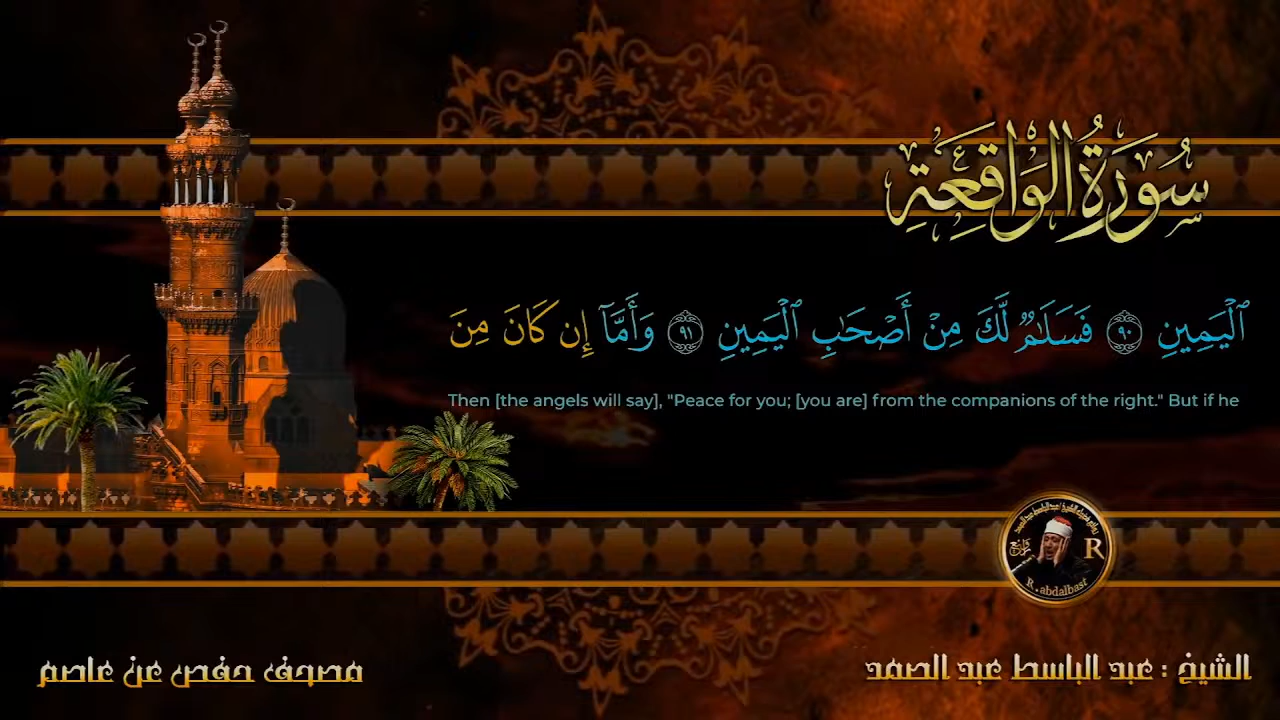 سُورَةُ الْوَاقِعَةِ
ٱلْيَمِينِ ٩٠ فَسَلَٰمٌ لَّكَ مِنْ أَصْحَٰبِ ٱلْيَمِينِ ٩١ وَأَمَّآ إِن كَانَ مِنَ
Then [the angels will say], "Peace for you; [you are] from the companions of the right." But if he
R
R.abdalbast
الشيخ : عبد الباسط عبد الصمد
مصحف حفص عن عاصم